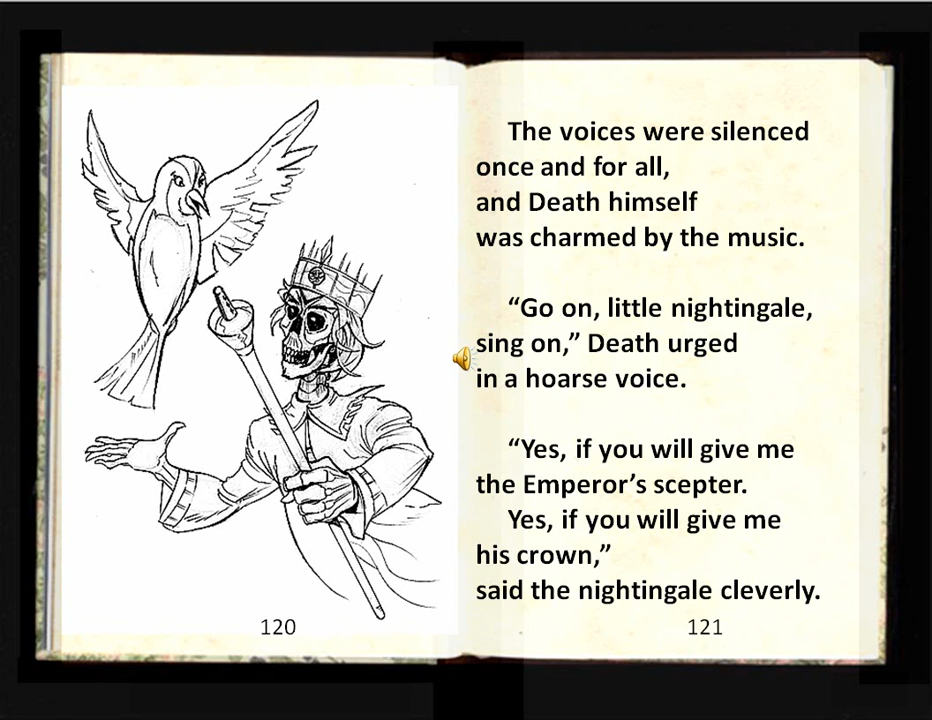 The voices were silenced
once and for all,
and Death himself
was charmed by the music.
“Go on, little nightingale,
sing on,” Death urged
in a hoarse voice.
“Yes, if you will give me
the Emperor’s scepter.
Yes, if you will give me
his crown,”
said the nightingale cleverly.
120
121